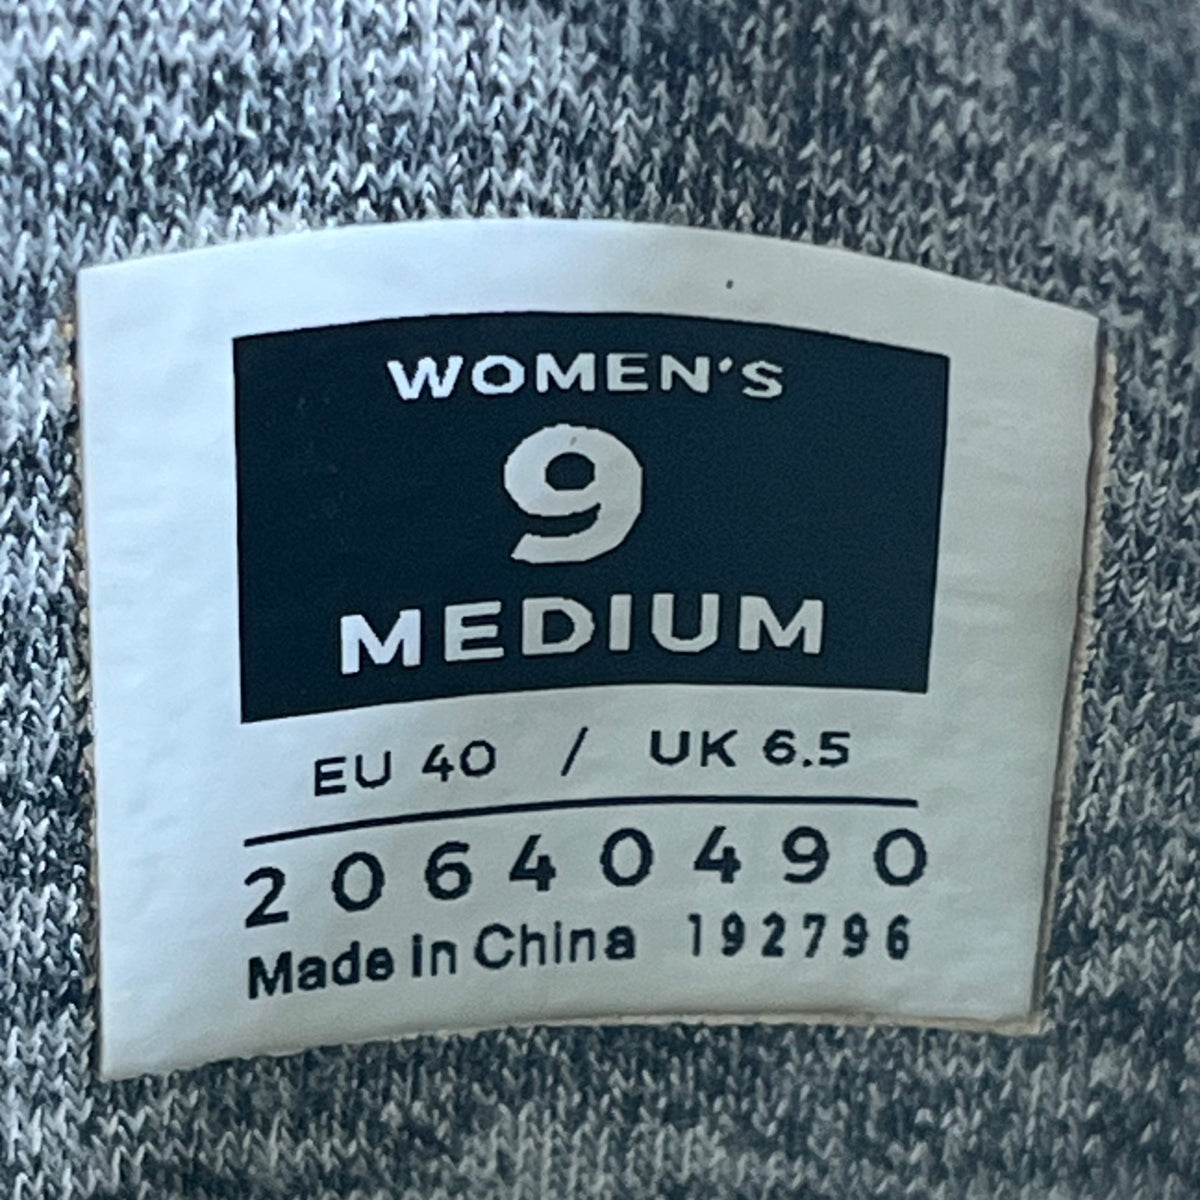 WOMEN'S
9
MEDIUM
EU 40 / UK 6.5
20640490
Made in China 192796